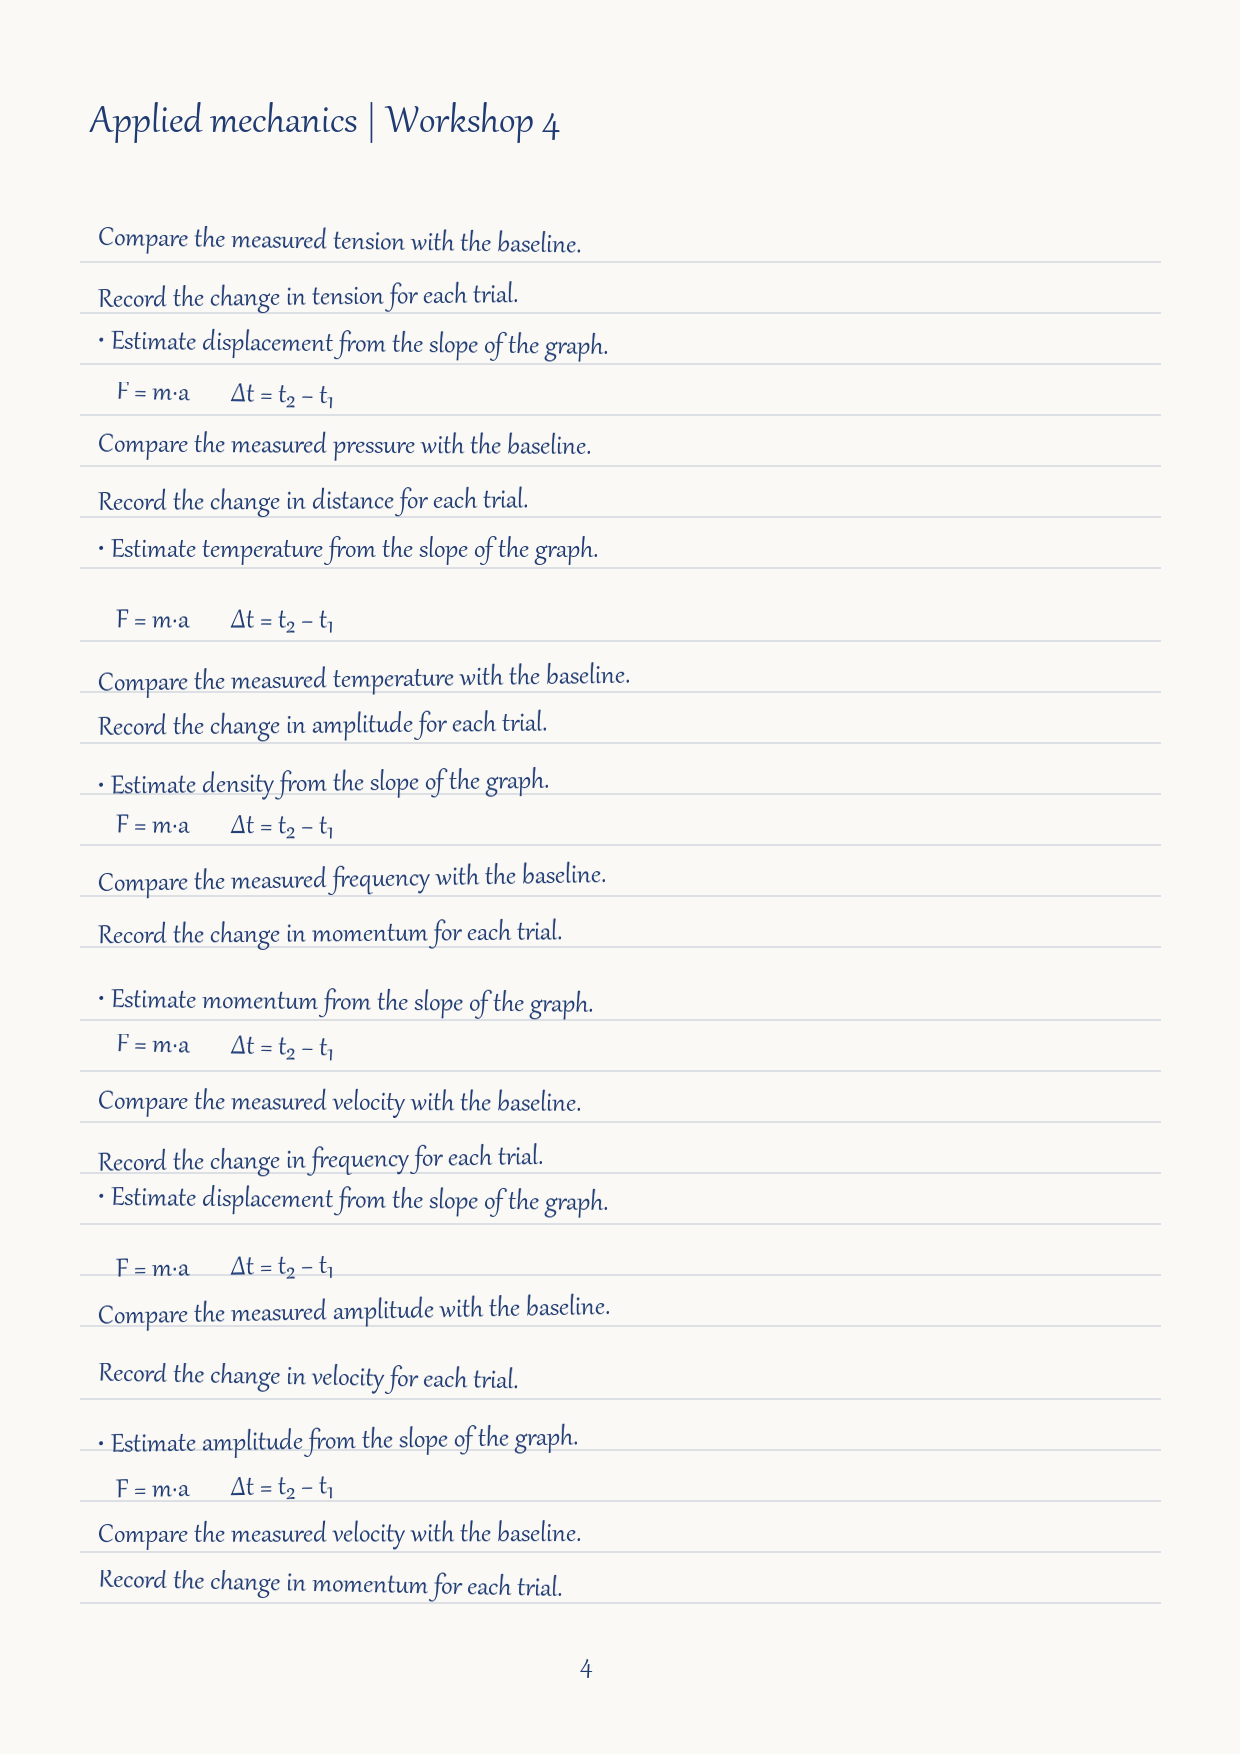 Applied mechanics | Workshop 4
Compare the measured tension with the baseline.
Record the change in tension for each trial.
• Estimate displacement from the slope of the graph.
F = m·a Δt = t₂ − t₁
Compare the measured pressure with the baseline.
Record the change in distance for each trial.
• Estimate temperature from the slope of the graph.
F = m·a Δt = t₂ − t₁
Compare the measured temperature with the baseline.
Record the change in amplitude for each trial.
• Estimate density from the slope of the graph.
F = m·a Δt = t₂ − t₁
Compare the measured frequency with the baseline.
Record the change in momentum for each trial.
• Estimate momentum from the slope of the graph.
F = m·a Δt = t₂ − t₁
Compare the measured velocity with the baseline.
Record the change in frequency for each trial.
• Estimate displacement from the slope of the graph.
F = m·a Δt = t₂ − t₁
Compare the measured amplitude with the baseline.
Record the change in velocity for each trial.
• Estimate amplitude from the slope of the graph.
F = m·a Δt = t₂ − t₁
Compare the measured velocity with the baseline.
Record the change in momentum for each trial.
4